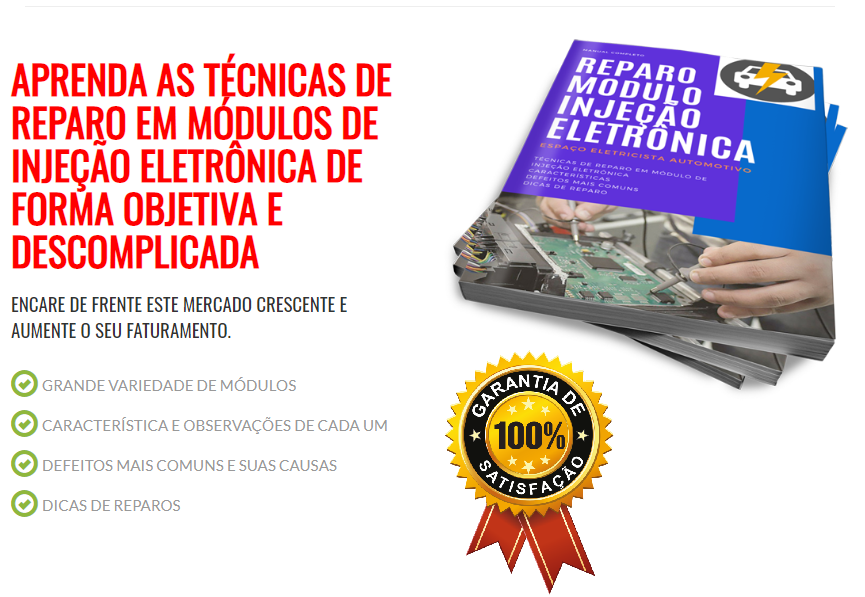 APRENDA AS TÉCNICAS DE
REPARO EM MÓDULOS DE
INJEÇÃO ELETRÔNICA DE
FORMA OBJETIVA E
DESCOMPLICADA
ENCARE DE FRENTE ESTE MERCADO CRESCENTE E
AUMENTE O SEU FATURAMENTO.
GRANDE VARIEDADE DE MÓDULOS
CARACTERÍSTICA E OBSERVAÇÕES DE CADA UM
DEFEITOS MAIS COMUNS E SUAS CAUSAS
DICAS DE REPAROS
MANUAL COMPLETO
REPARO
MODULO
INJEÇÃO
ELETRÔNICA
ESPAÇO ELETRICISTA AUTOMOTIVO
TÉCNICAS DE REPARO EM MÓDULO DE
INJEÇÃO ELETRÔNICA
CARACTERISTICAS
DEFEITOS MAIS COMUNS
DICAS DE REPARO
GARANTIA DE
100%
SATISFAÇÃO